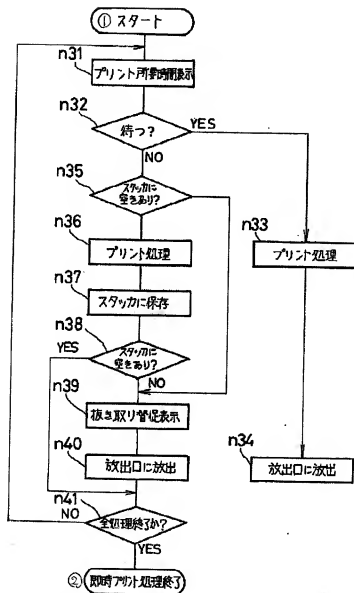 ① スタート
n31
プリント所要時間表示
n32
待つ?
YES
NO
n35
スタッカに
空きあり?
n36
プリント処理
n33
プリント処理
n37
スタッカに保存
n38
YES
スタッカに
空きあり?
NO
n39
抜き取り督促表示
n40
放出口に放出
n34
放出口に放出
n41
全処理終了か?
NO
YES
② 即時プリント処理終了